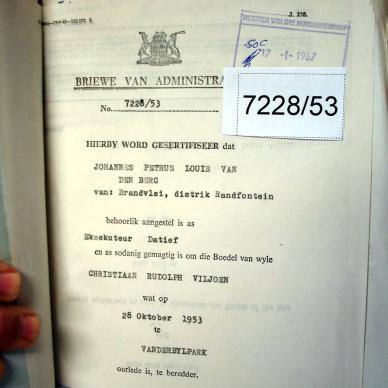 J. 238.
MEESTER VAN DIE HOOGGEREGSHOF
SOC
17 -1- 1967
BRIEWE VAN ADMINISTRA
No. 7228/53
7228/53
HIERBY WORD GESERTIFISEER dat
JOHANNES PETRUS LOUIS VAN
DEN BERG
van: Brandvlei, distrik Randfontein
behoorlik aangestel is as
Eksekuteur Datief
en as sodanig gemagtig is om die Boedel van wyle
CHRISTIAAN RUDOLPH VILJOEN
wat op
28 Oktober 1953
te
VANDERBYLPARK
oorlede is, te beredder.